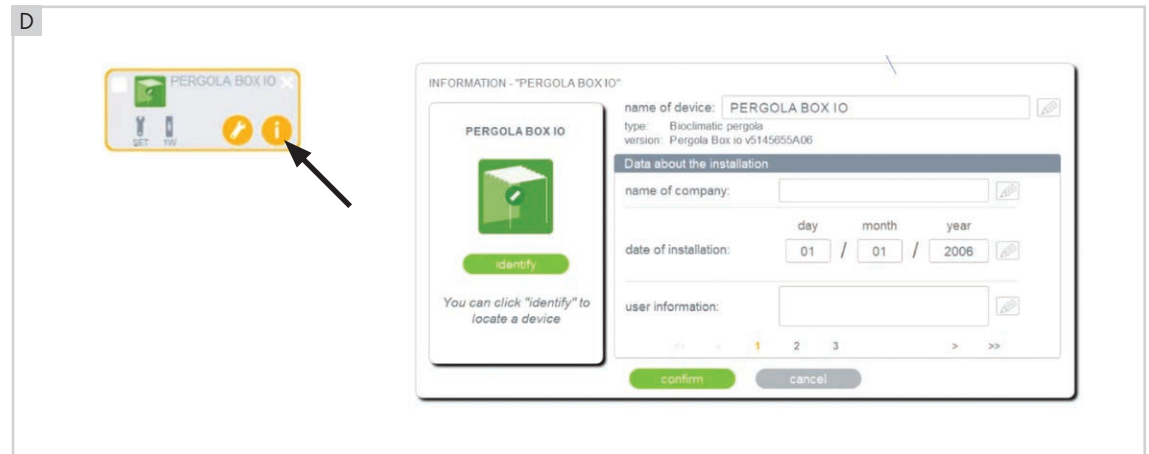 D
PERGOLA BOX IO
SET 1W
INFORMATION - "PERGOLA BOX IO"
PERGOLA BOX IO
identify
You can click "identify" to
locate a device
name of device: PERGOLA BOX IO
type: Bioclimatic pergola
version: Pergola Box io v5145655A06
Data about the installation
name of company:
day month year
date of installation: 01 / 01 / 2006
user information:
<< < 1 2 3 > >>
confirm cancel